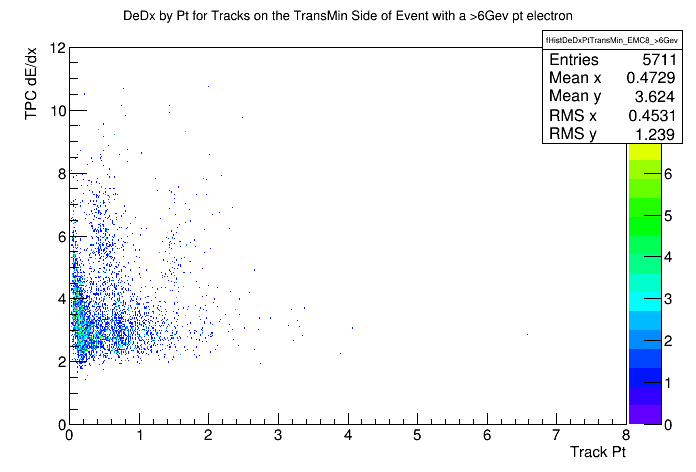 DeDx by Pt for Tracks on the TransMin Side of Event with a >6Gev pt electron
fHistDeDxPtTransMin_EMC8_>6Gev
Entries 5711
Mean x 0.4729
Mean y 3.624
RMS x 0.4531
RMS y 1.239
TPC dE/dx
12
10
8
6
4
2
0
0 1 2 3 4 5 6 7 8
Track Pt
6
5
4
3
2
1
0